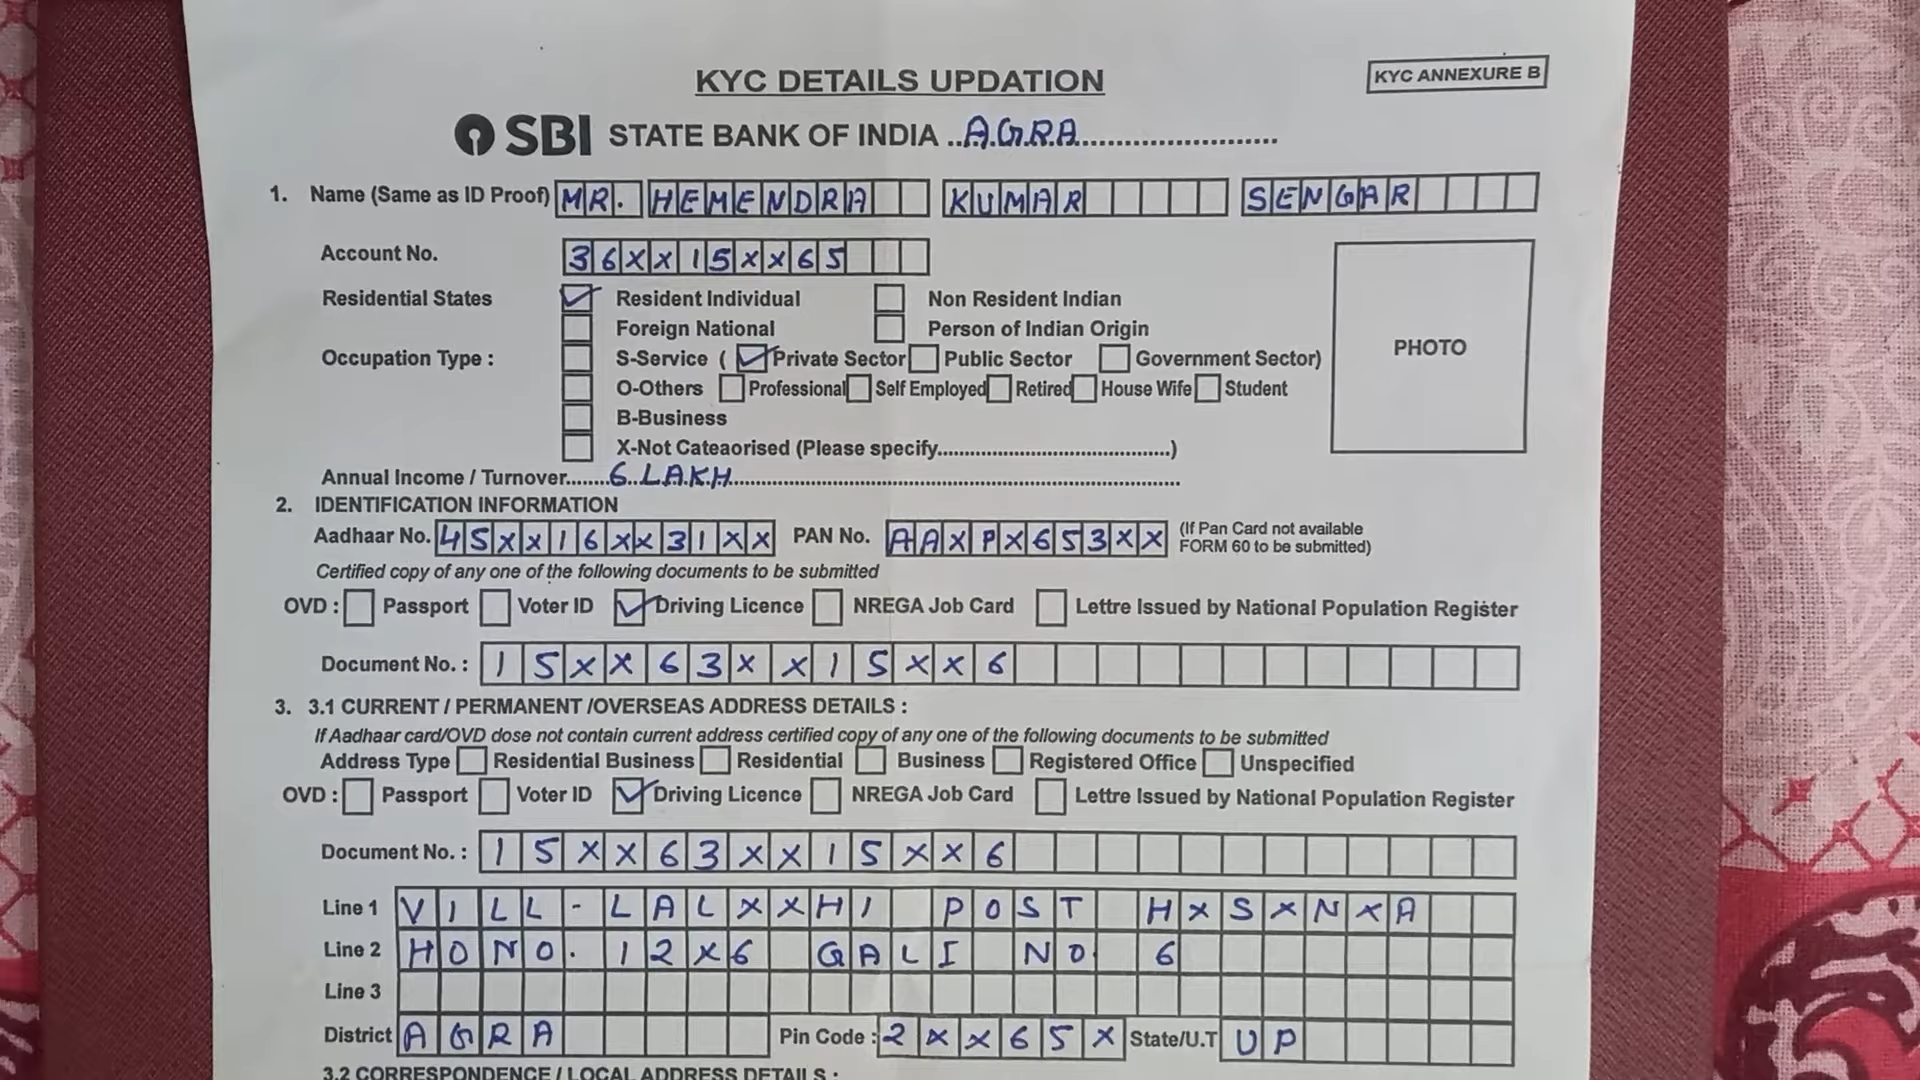 KYC DETAILS UPDATION
KYC ANNEXURE B
SBI STATE BANK OF INDIA ..A.G.R.A...........................
1. Name (Same as ID Proof) MR. HEMENDRA KUMAR SENGAR
Account No. 36XX15XX65
PHOTO
Residential States Resident Individual Non Resident Indian
Foreign National Person of Indian Origin
Occupation Type : S-Service ( Private Sector Public Sector Government Sector)
O-Others Professional Self Employed Retired House Wife Student
B-Business
X-Not Cateaorised (Please specify........................................)
Annual Income / Turnover.......6 LAKH..............................................................
2. IDENTIFICATION INFORMATION
Aadhaar No. 45XX16XX31XX PAN No. AAXPX653XX (If Pan Card not available
FORM 60 to be submitted)
Certified copy of any one of the following documents to be submitted
OVD : Passport Voter ID Driving Licence NREGA Job Card Lettre Issued by National Population Register
Document No. : 15XX63XX15XX6
3. 3.1 CURRENT / PERMANENT /OVERSEAS ADDRESS DETAILS :
If Aadhaar card/OVD dose not contain current address certified copy of any one of the following documents to be submitted
Address Type Residential Business Residential Business Registered Office Unspecified
OVD : Passport Voter ID Driving Licence NREGA Job Card Lettre Issued by National Population Register
Document No. : 15XX63XX15XX6
Line 1 VILL - LALXXHI POST HXSXNXA
Line 2 HONO. 12X6 GALI NO. 6
Line 3
District AGRA Pin Code : 2XX65X State/U.T UP
3.2 CORRESPONDENCE / LOCAL ADDRESS DETAILS :